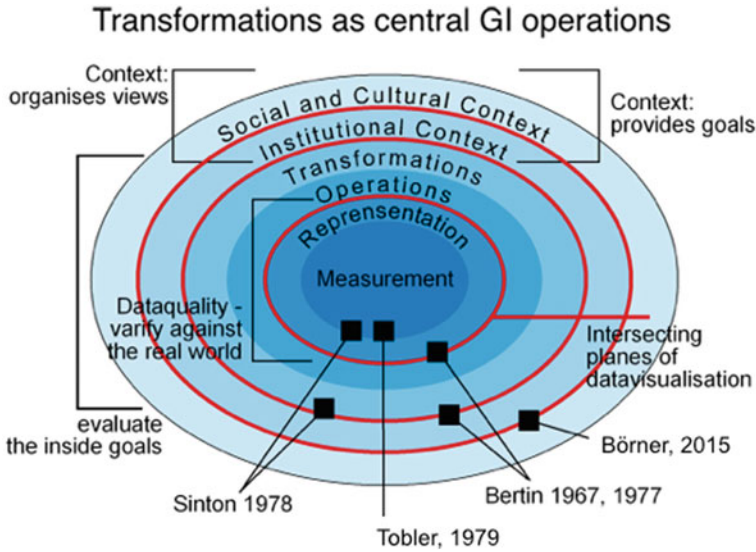 Transformations as central GI operations
Context:
organises views
Context:
provides goals
Social and Cultural Context
Institutional Context
Transformations
Operations
Reprensentation
Measurement
Dataquality -
varify against
the real world
Intersecting
planes of
datavisualisation
evaluate
the inside goals
Börner, 2015
Sinton 1978
Bertin 1967, 1977
Tobler, 1979